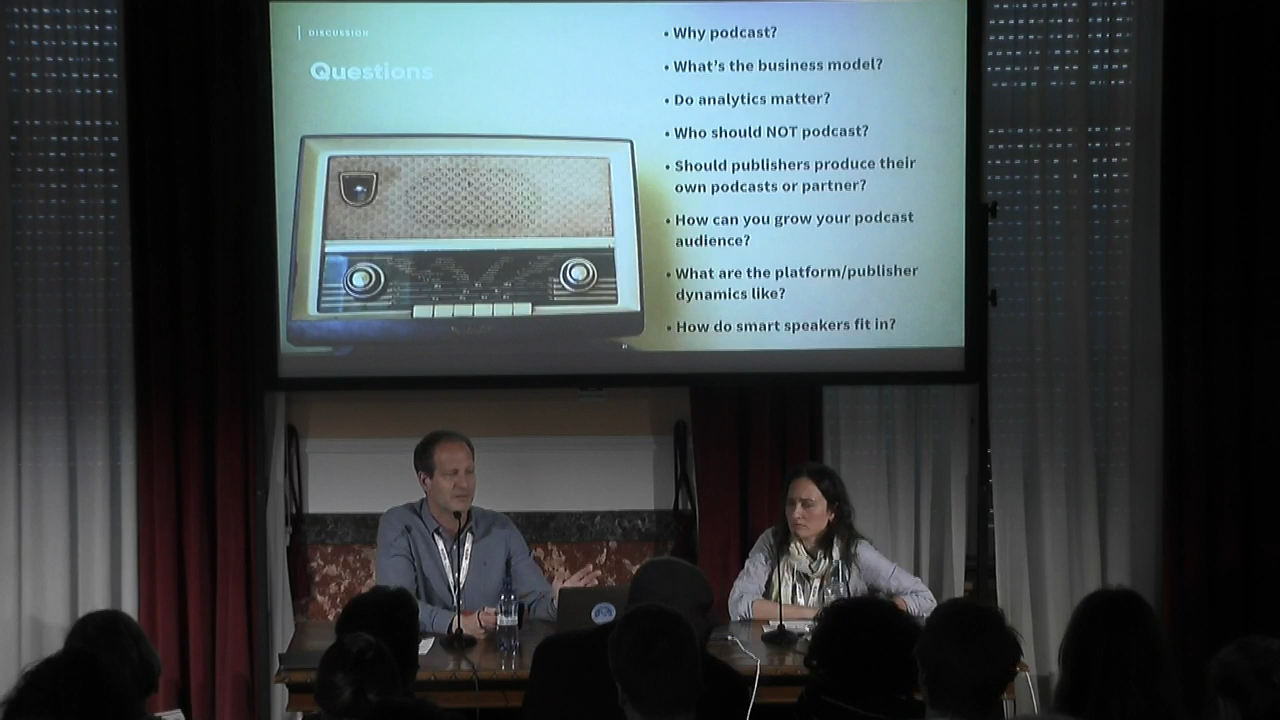 DISCUSSION
Questions
• Why podcast?
• What's the business model?
• Do analytics matter?
• Who should NOT podcast?
• Should publishers produce their
own podcasts or partner?
• How can you grow your podcast
audience?
• What are the platform/publisher
dynamics like?
• How do smart speakers fit in?